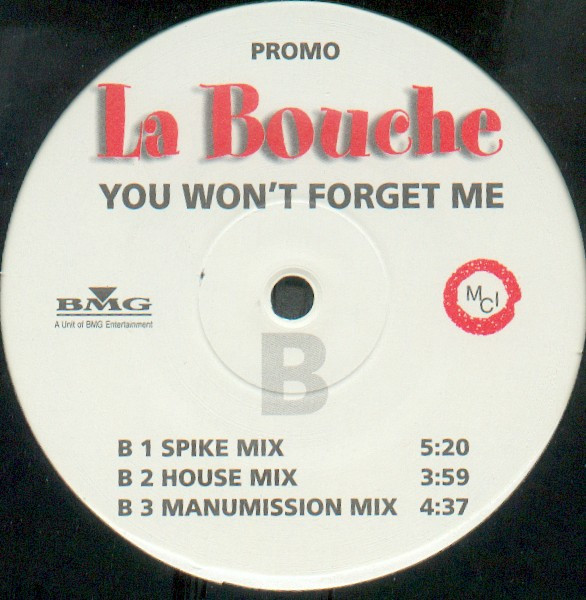 PROMO
La Bouche
YOU WON'T FORGET ME
BMG
A Unit of BMG Entertainment
MCI
B
B 1 SPIKE MIX 5:20
B 2 HOUSE MIX 3:59
B 3 MANUMISSION MIX 4:37